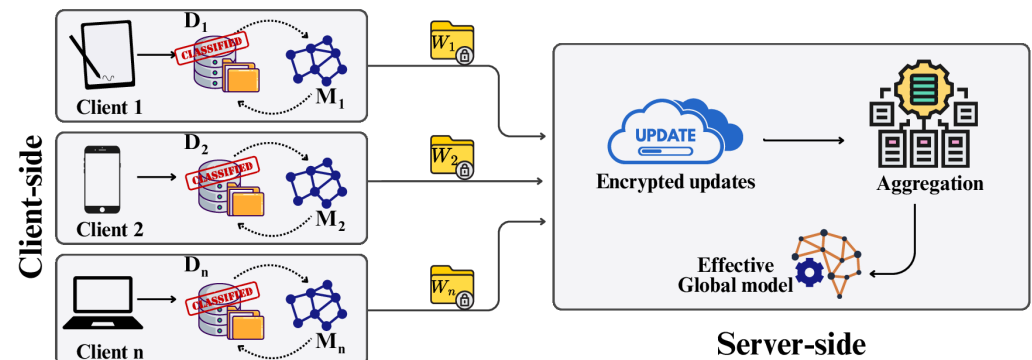 Client-side
D1
CLASSIFIED
Client 1
M1
W1
D2
CLASSIFIED
Client 2
M2
W2
Dn
CLASSIFIED
Client n
Mn
Wn
UPDATE
Encrypted updates
Aggregation
Effective
Global model
Server-side